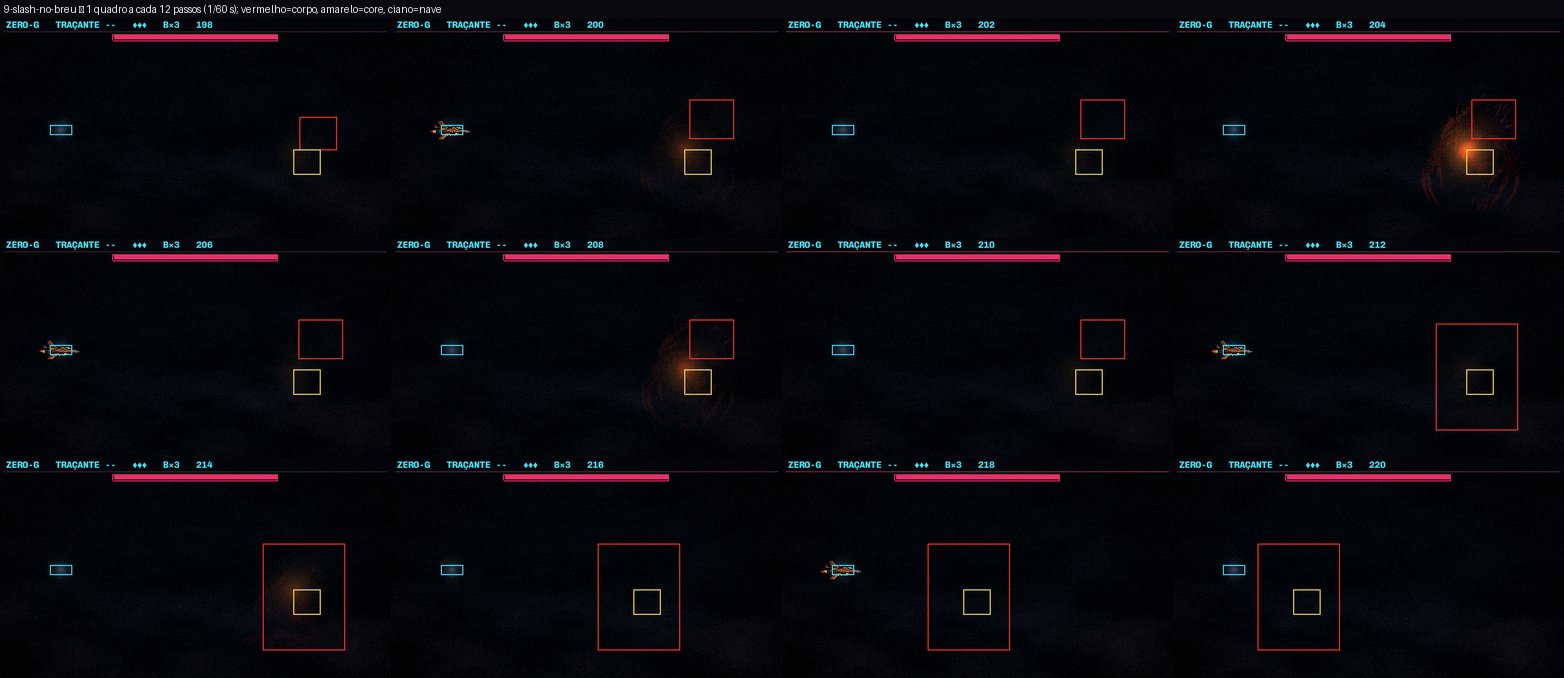 9-slash-no-breu ▯ 1 quadro a cada 12 passos (1/60 s); vermelho=corpo, amarelo=core, ciano=nave
ZERO-G TRAÇANTE -- ♦♦♦ B×3 198
ZERO-G TRAÇANTE -- ♦♦♦ B×3 200
ZERO-G TRAÇANTE -- ♦♦♦ B×3 202
ZERO-G TRAÇANTE -- ♦♦♦ B×3 204
ZERO-G TRAÇANTE -- ♦♦♦ B×3 206
ZERO-G TRAÇANTE -- ♦♦♦ B×3 208
ZERO-G TRAÇANTE -- ♦♦♦ B×3 210
ZERO-G TRAÇANTE -- ♦♦♦ B×3 212
ZERO-G TRAÇANTE -- ♦♦♦ B×3 214
ZERO-G TRAÇANTE -- ♦♦♦ B×3 216
ZERO-G TRAÇANTE -- ♦♦♦ B×3 218
ZERO-G TRAÇANTE -- ♦♦♦ B×3 220